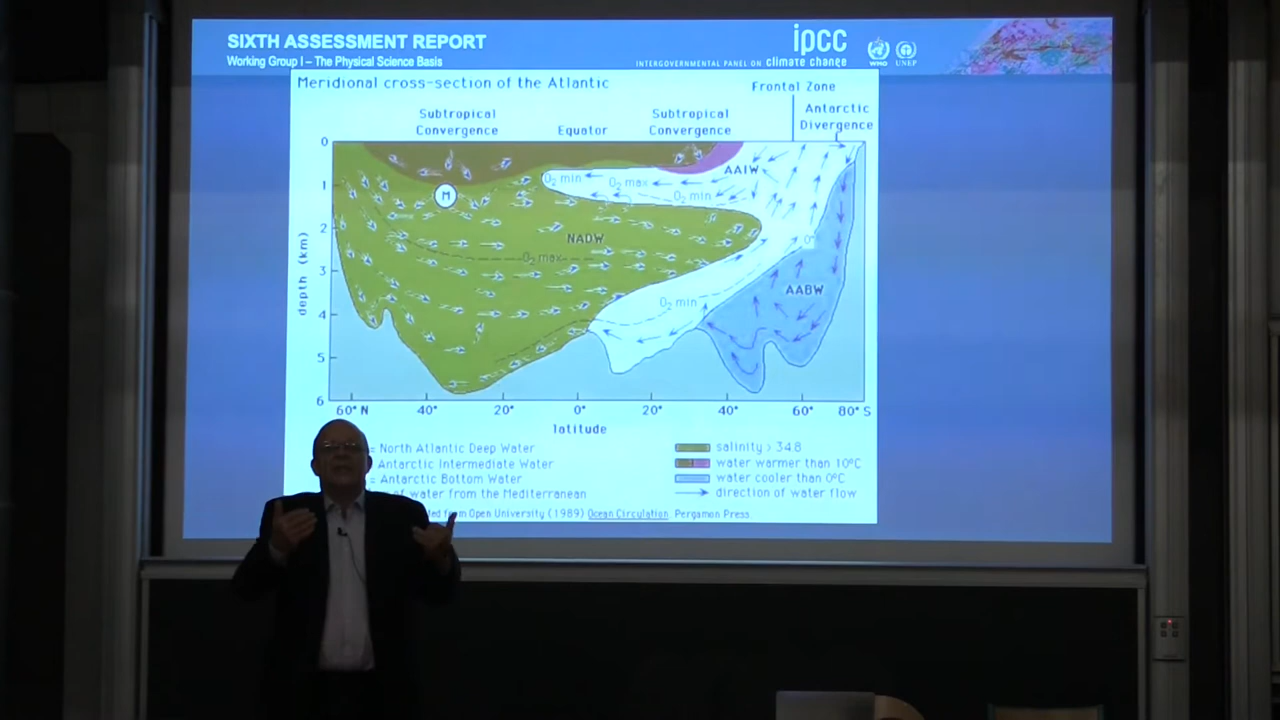 SIXTH ASSESSMENT REPORT
Working Group I – The Physical Science Basis
ipcc
INTERGOVERNMENTAL PANEL ON climate change
WMO
UNEP
Meridional cross-section of the Atlantic
Frontal Zone
Subtropical
Convergence
Equator
Subtropical
Convergence
Antarctic
Divergence
0
1
2
3
4
5
6
depth (km)
M
O2 min
O2 max
O2 min
AAIW
NADW
O2 max
0°
AABW
O2 min
60° N 40° 20° 0° 20° 40° 60° 80° S
latitude
= North Atlantic Deep Water
Antarctic Intermediate Water
= Antarctic Bottom Water
of water from the Mediterranean
salinity > 34.8
water warmer than 10°C
water cooler than 0°C
direction of water flow
from Open University (1989) Ocean Circulation. Pergamon Press